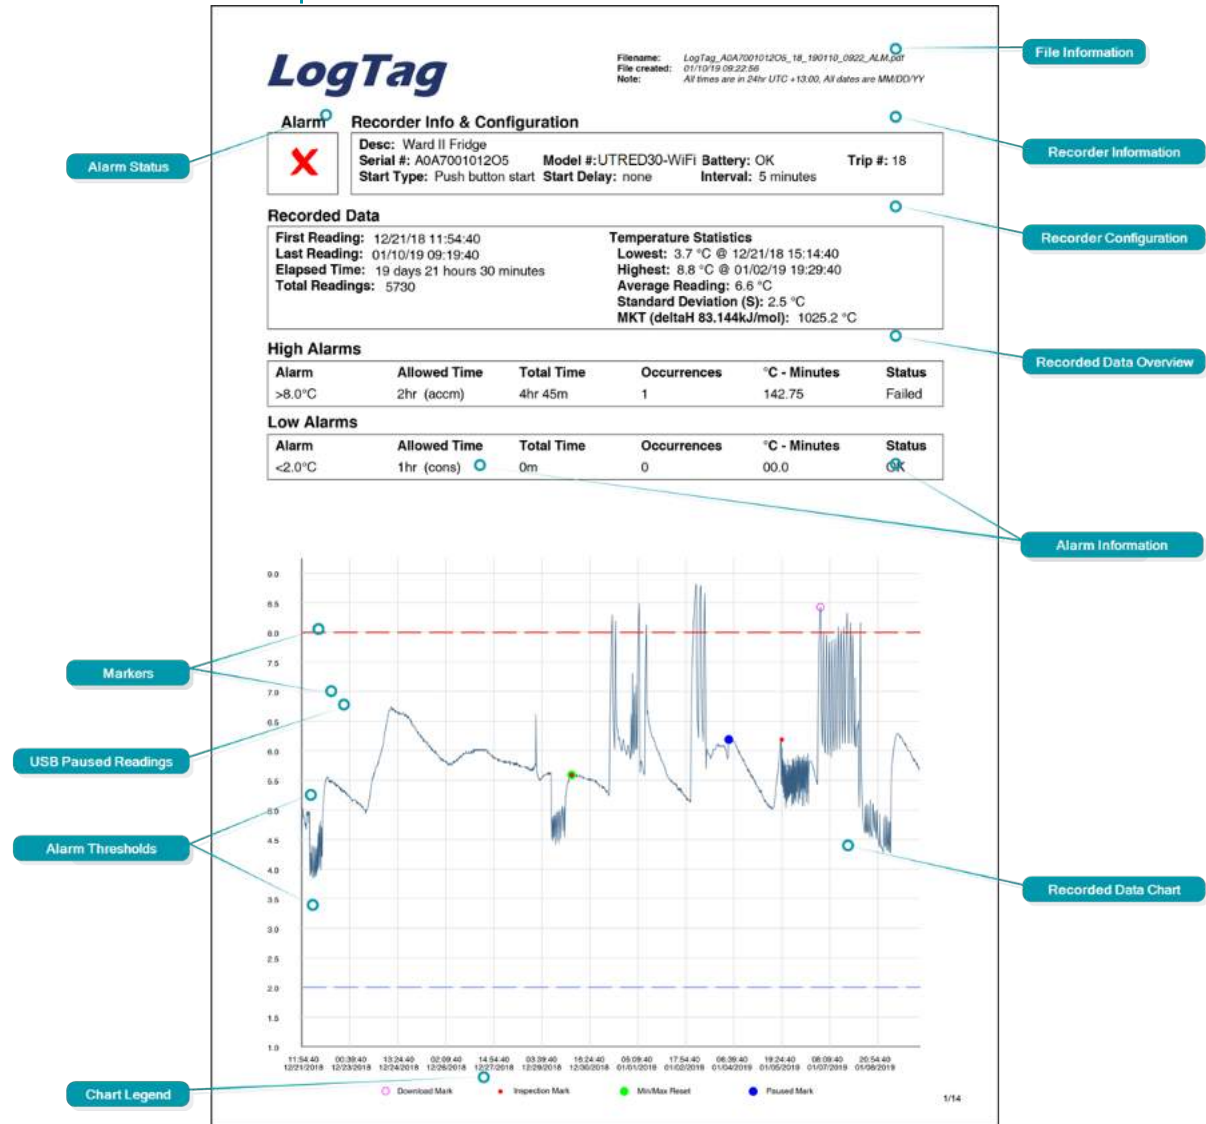 LogTag
Filename: LogTag_A0A7001012O5_18_190110_0922_ALM.pdf
File created: 01/10/19 09:22:56
Note: All times are in 24hr UTC +13:00, All dates are MM/DD/YY
File Information
Alarm
Recorder Info & Configuration
Desc: Ward II Fridge
Serial #: A0A7001012O5 Model #:UTRED30-WiFi Battery: OK Trip #: 18
Start Type: Push button start Start Delay: none Interval: 5 minutes
Alarm Status
Recorder Information
Recorder Configuration
Recorded Data
First Reading: 12/21/18 11:54:40
Last Reading: 01/10/19 09:19:40
Elapsed Time: 19 days 21 hours 30 minutes
Total Readings: 5730
Temperature Statistics
Lowest: 3.7 °C @ 12/21/18 15:14:40
Highest: 8.8 °C @ 01/02/19 19:29:40
Average Reading: 6.6 °C
Standard Deviation (S): 2.5 °C
MKT (deltaH 83.144kJ/mol): 1025.2 °C
Recorded Data Overview
High Alarms
Alarm Allowed Time Total Time Occurrences °C - Minutes Status
>8.0°C 2hr (accm) 4hr 45m 1 142.75 Failed
Low Alarms
Alarm Allowed Time Total Time Occurrences °C - Minutes Status
<2.0°C 1hr (cons) 0m 0 00.0 OK
Alarm Information
9.0
8.5
8.0
7.5
7.0
6.5
6.0
5.5
5.0
4.5
4.0
3.5
3.0
2.5
2.0
1.5
1.0
Markers
USB Paused Readings
Alarm Thresholds
Recorded Data Chart
11:54:40 00:39:40 13:24:40 02:09:40 14:54:40 03:39:40 16:24:40 05:09:40 17:54:40 06:39:40 19:24:40 08:09:40 20:54:40
12/21/2018 12/23/2018 12/24/2018 12/26/2018 12/27/2018 12/29/2018 12/30/2018 01/01/2019 01/02/2019 01/04/2019 01/05/2019 01/07/2019 01/08/2019
Chart Legend
Download Mark Inspection Mark Min/Max Reset Paused Mark
1/14